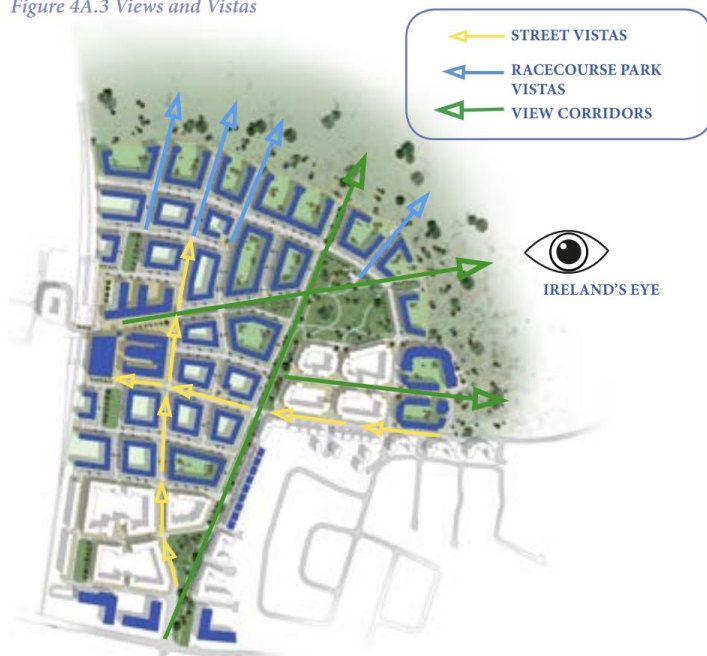 Figure 4A.3 Views and Vistas
STREET VISTAS
RACECOURSE PARK
VISTAS
VIEW CORRIDORS
IRELAND'S EYE